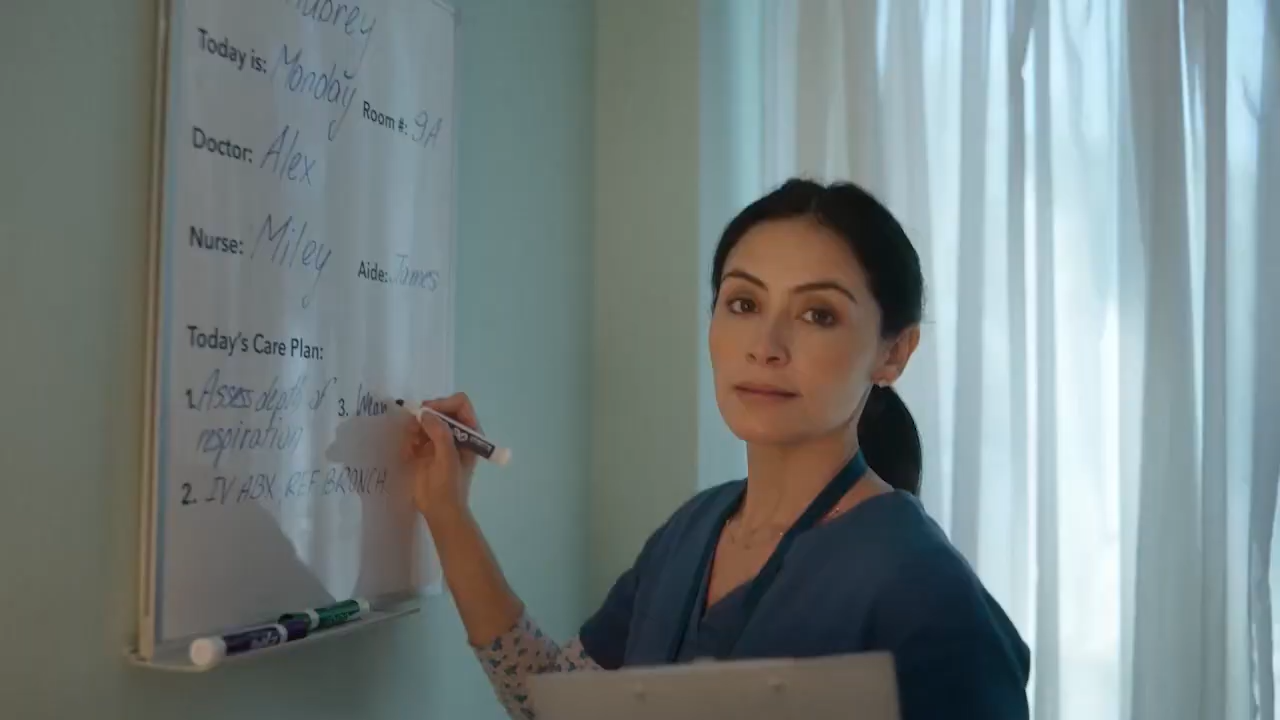 Today is: Monday
Room #: 9A
Doctor: Alex
Nurse: Miley
Aide: James
Today's Care Plan:
1. Assess depth of
respiration
2. IV ABX, REF BRONCH
3.